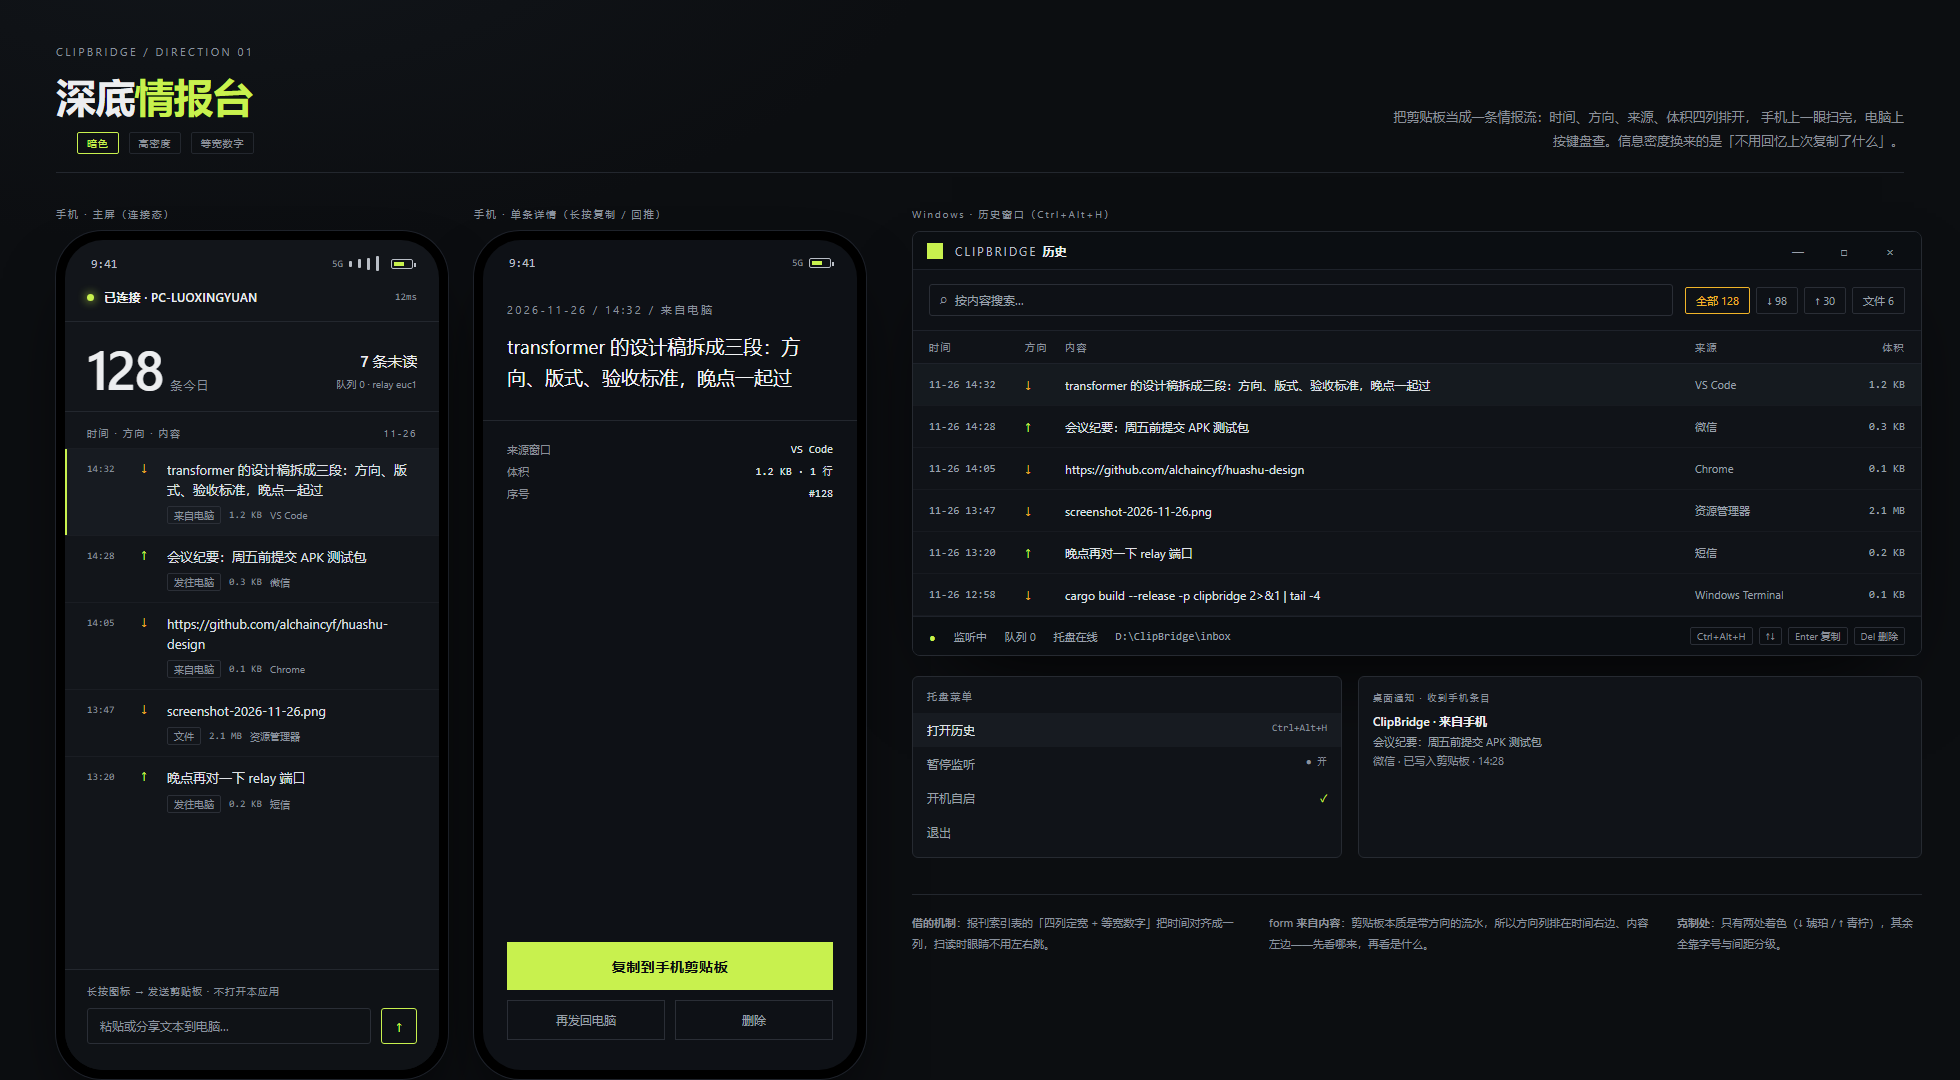 CLIPBRIDGE / DIRECTION 01
深底情报台
暗色 高密度 等宽数字
把剪贴板当成一条情报流：时间、方向、来源、体积四列排开， 手机上一眼扫完，电脑上
按键盘查。信息密度换来的是「不用回忆上次复制了什么」。
手机 · 主屏（连接态）
9:41 5G
已连接 · PC-LUOXINGYUAN 12ms
128 条今日 7 条未读
队列 0 · relay euc1
时间 · 方向 · 内容 11-26
14:32 ↓ transformer 的设计稿拆成三段：方向、版
式、验收标准，晚点一起过
来自电脑 1.2 KB VS Code
14:28 ↑ 会议纪要：周五前提交 APK 测试包
发往电脑 0.3 KB 微信
14:05 ↓ https://github.com/alchaincyf/huashu-
design
来自电脑 0.1 KB Chrome
13:47 ↓ screenshot-2026-11-26.png
文件 2.1 MB 资源管理器
13:20 ↑ 晚点再对一下 relay 端口
发往电脑 0.2 KB 短信
长按图标 → 发送剪贴板 · 不打开本应用
粘贴或分享文本到电脑... ↑
手机 · 单条详情（长按复制 / 回推）
9:41 5G
2026-11-26 / 14:32 / 来自电脑
transformer 的设计稿拆成三段：方
向、版式、验收标准，晚点一起过
来源窗口 VS Code
体积 1.2 KB · 1 行
序号 #128
复制到手机剪贴板
再发回电脑 删除
Windows · 历史窗口（Ctrl+Alt+H）
CLIPBRIDGE 历史
按内容搜索... 全部 128 ↓ 98 ↑ 30 文件 6
时间 方向 内容 来源 体积
11-26 14:32 ↓ transformer 的设计稿拆成三段：方向、版式、验收标准，晚点一起过 VS Code 1.2 KB
11-26 14:28 ↑ 会议纪要：周五前提交 APK 测试包 微信 0.3 KB
11-26 14:05 ↓ https://github.com/alchaincyf/huashu-design Chrome 0.1 KB
11-26 13:47 ↓ screenshot-2026-11-26.png 资源管理器 2.1 MB
11-26 13:20 ↑ 晚点再对一下 relay 端口 短信 0.2 KB
11-26 12:58 ↓ cargo build --release -p clipbridge 2>&1 | tail -4 Windows Terminal 0.1 KB
● 监听中 队列 0 托盘在线 D:\ClipBridge\inbox Ctrl+Alt+H ↑↓ Enter 复制 Del 删除
托盘菜单
打开历史 Ctrl+Alt+H
暂停监听 ● 开
开机自启 ✓
退出
桌面通知 · 收到手机条目
ClipBridge · 来自手机
会议纪要：周五前提交 APK 测试包
微信 · 已写入剪贴板 · 14:28
借的机制：报刊索引表的「四列定宽 + 等宽数字」把时间对齐成一
列，扫读时眼睛不用左右跳。
form 来自内容：剪贴板本质是带方向的流水，所以方向列排在时间右边、内容
左边——先看哪来，再看是什么。
克制处：只有两处着色（↓ 琥珀 / ↑ 青柠），其余
全靠字号与间距分级。